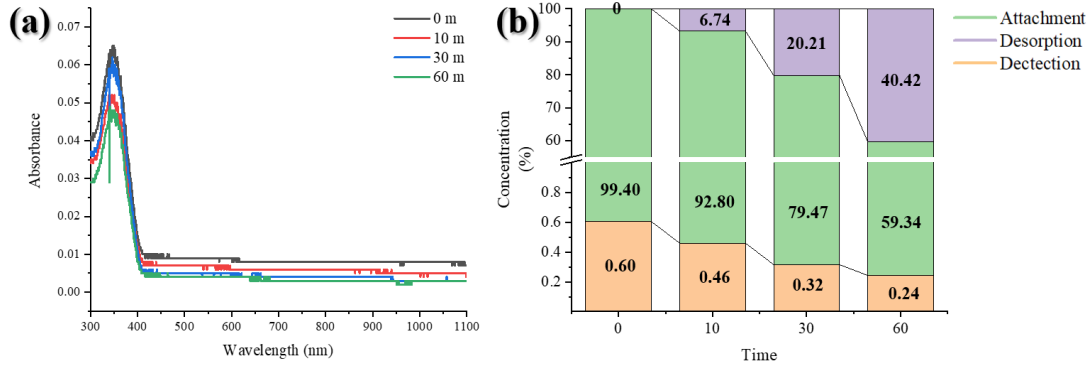 (a)
0 m
10 m
30 m
60 m
0.07
0.06
0.05
0.04
0.03
0.02
0.01
0.00
Absorbance
300 400 500 600 700 800 900 1000 1100
Wavelength (nm)
(b)
Attachment
Desorption
Dectection
100
90
80
70
60
0.8
0.6
0.4
0.2
Concentration
(%)
0
6.74
20.21
40.42
99.40
92.80
79.47
59.34
0.60
0.46
0.32
0.24
0 10 30 60
Time